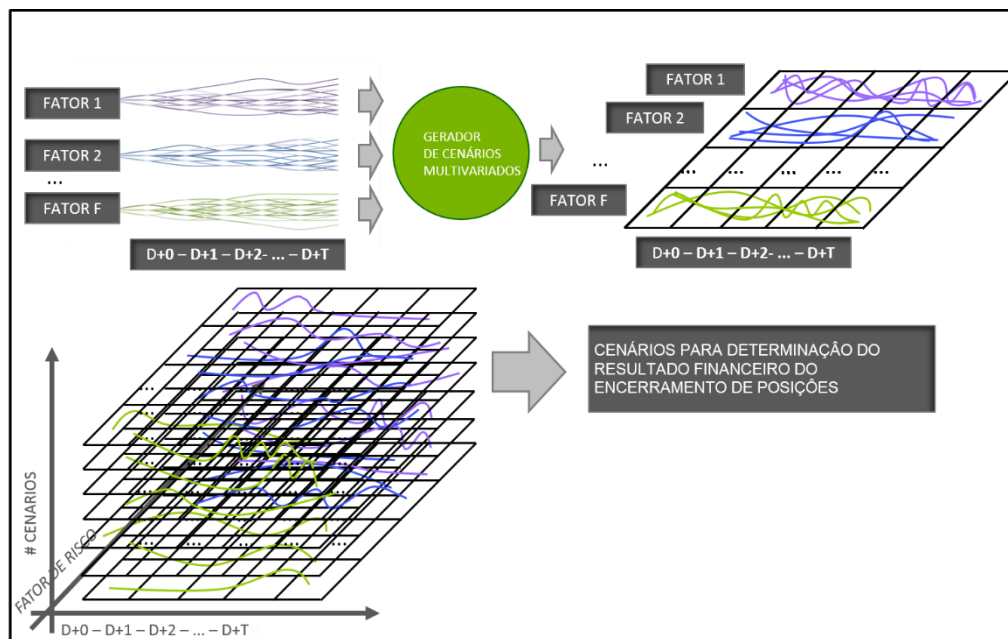 FATOR 1
FATOR 2
...
FATOR F
D+0 – D+1 – D+2- ... – D+T
GERADOR
DE CENÁRIOS
MULTIVARIADOS
FATOR 1
FATOR 2
...
FATOR F
... ... ... ... ...
D+0 – D+1 – D+2- ... – D+T
# CENARIOS
FATOR DE RISCO
D+0 – D+1 – D+2 – ... – D+T
CENÁRIOS PARA DETERMINAÇÂO DO
RESULTADO FINANCEIRO DO
ENCERRAMENTO DE POSIÇÕES